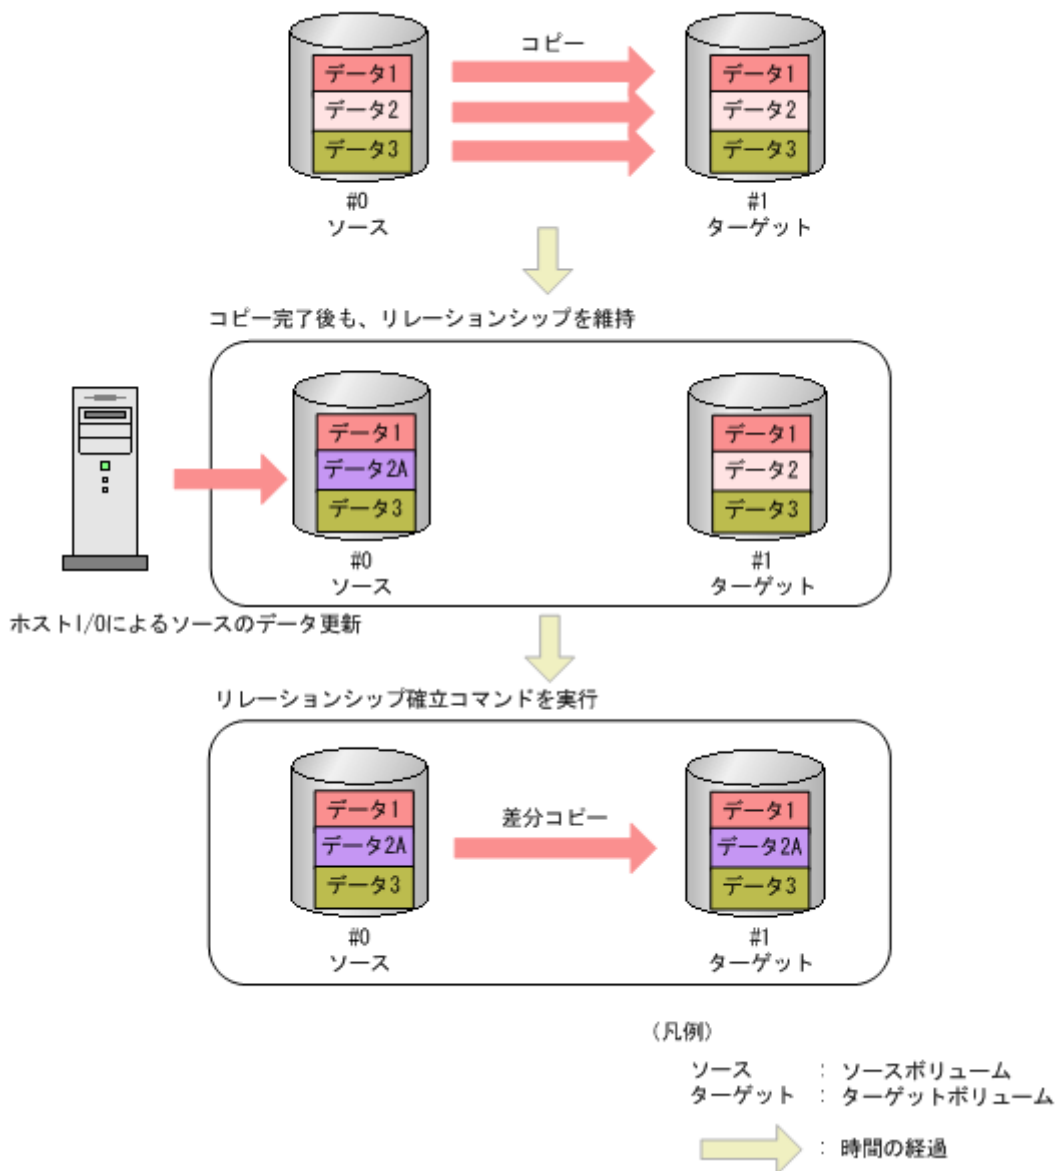 コピー
データ1
データ2
データ3
データ1
データ2
データ3
#0
ソース
#1
ターゲット
コピー完了後も、リレーションシップを維持
データ1
データ2A
データ3
データ1
データ2
データ3
#0
ソース
#1
ターゲット
ホストI/Oによるソースのデータ更新
リレーションシップ確立コマンドを実行
データ1
データ2A
データ3
差分コピー
データ1
データ2A
データ3
#0
ソース
#1
ターゲット
（凡例）
ソース : ソースボリューム
ターゲット : ターゲットボリューム
: 時間の経過